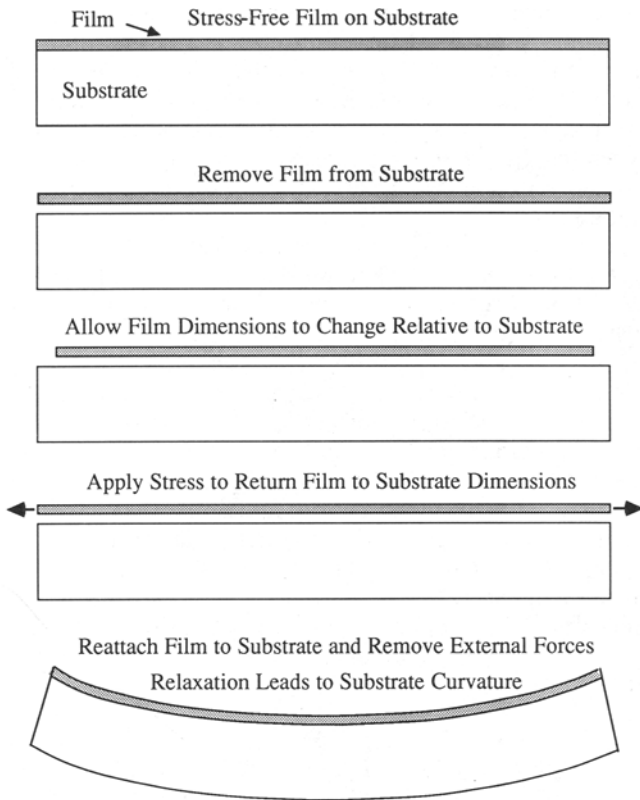 Film
Stress-Free Film on Substrate
Substrate
Remove Film from Substrate
Allow Film Dimensions to Change Relative to Substrate
Apply Stress to Return Film to Substrate Dimensions
Reattach Film to Substrate and Remove External Forces
Relaxation Leads to Substrate Curvature